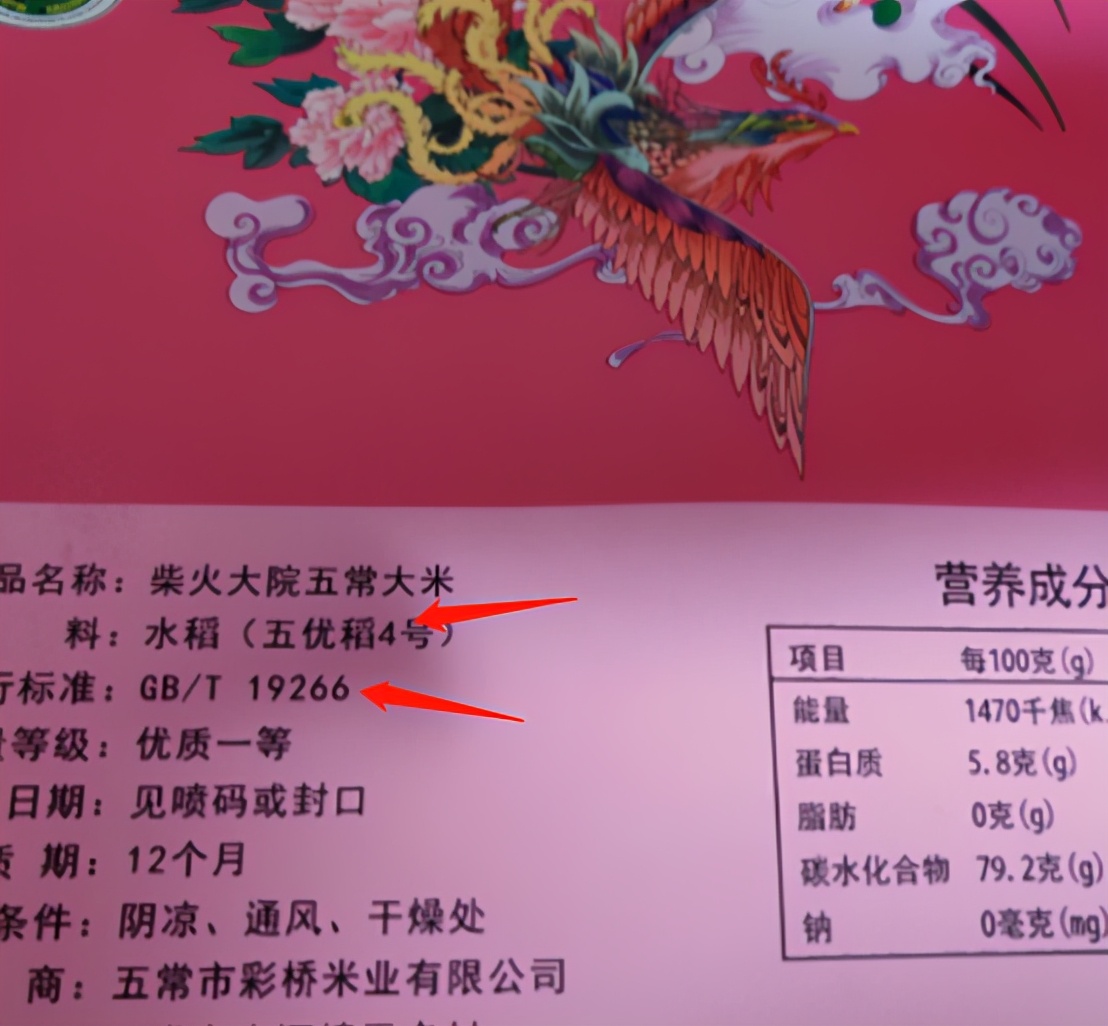 品名称：柴火大院五常大米
料：水稻（五优稻4号）
行标准：GB/T 19266
量等级：优质一等
日期：见喷码或封口
质 期：12个月
条件：阴凉、通风、干燥处
商：五常市彩桥米业有限公司
营养成分
项目 每100克(g)
能量 1470千焦(k
蛋白质 5.8克(g)
脂肪 0克(g)
碳水化合物 79.2克(g)
钠 0毫克(mg)